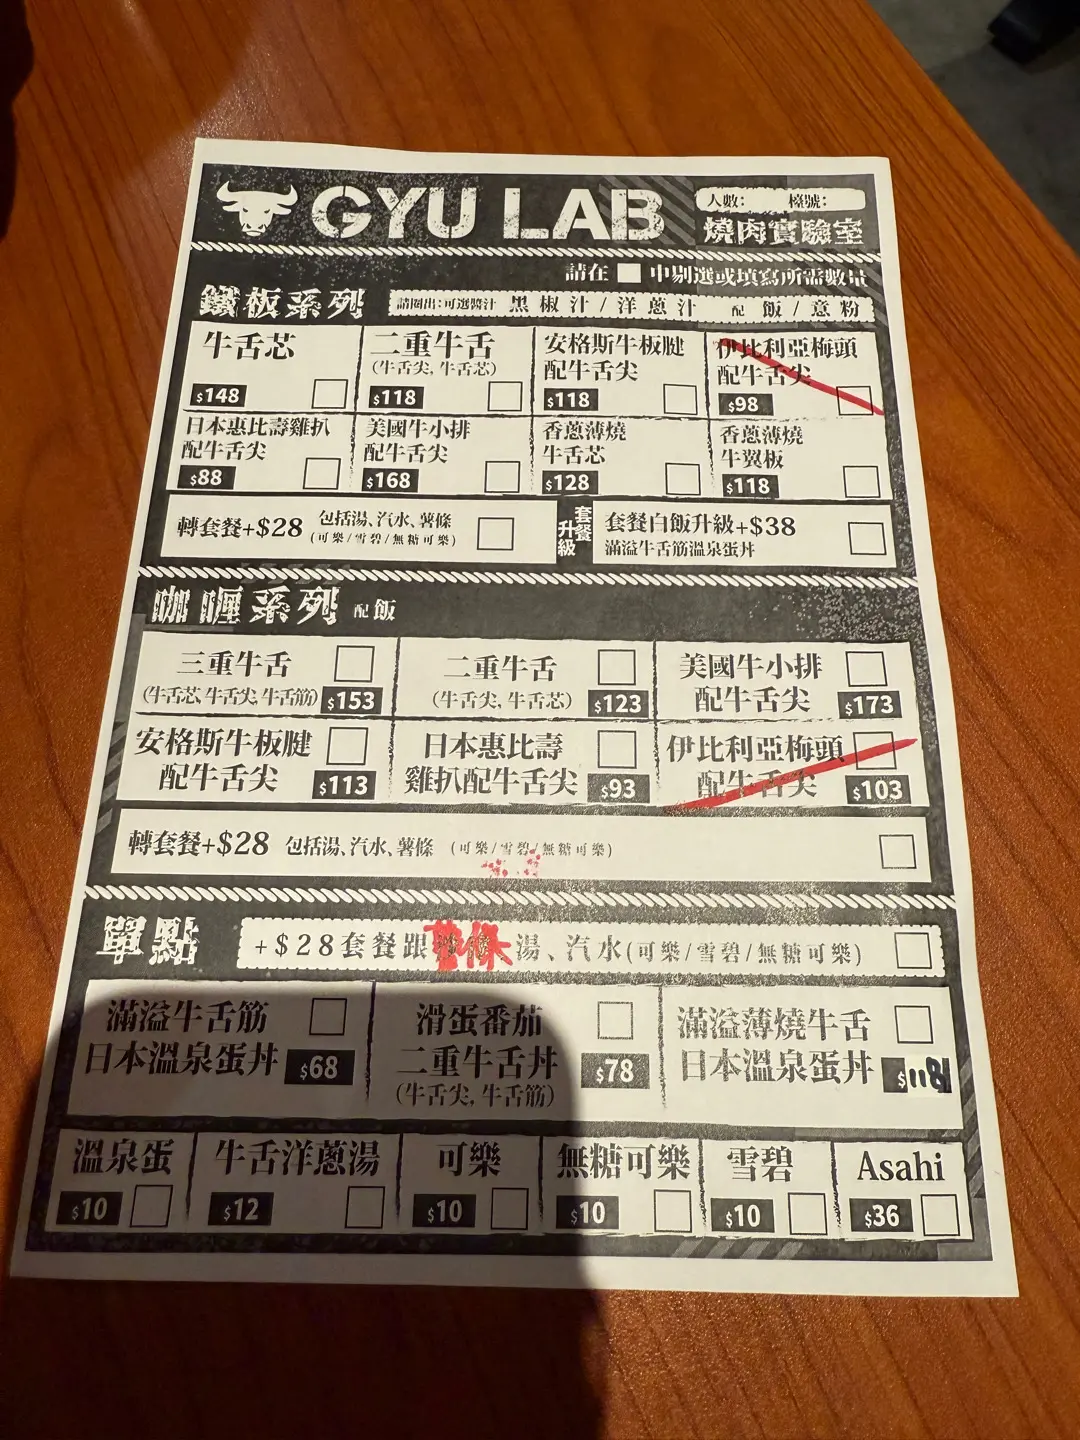 GYU LAB
人數: 檯號:
燒肉實驗室
請在 中剔選或填寫所需數量
鐵板系列 請圈出:可選醬汁 黑椒汁/洋蔥汁 配 飯/意粉
牛舌芯
$148
二重牛舌
(牛舌尖, 牛舌芯)
$118
安格斯牛板腱
配牛舌尖
$118
伊比利亞梅頭
配牛舌尖
$98
日本惠比壽雞扒
配牛舌尖
$88
美國牛小排
配牛舌尖
$168
香蔥薄燒
牛舌芯
$128
香蔥薄燒
牛翼板
$118
轉套餐+$28 包括湯、汽水、薯條
(可樂/雪碧/無糖可樂)
套餐
升級
套餐白飯升級+$38
滿溢牛舌筋溫泉蛋丼
咖喱系列 配飯
三重牛舌
(牛舌芯, 牛舌尖, 牛舌筋) $153
二重牛舌
(牛舌尖, 牛舌芯) $123
美國牛小排
配牛舌尖 $173
安格斯牛板腱
配牛舌尖 $113
日本惠比壽
雞扒配牛舌尖 $93
伊比利亞梅頭
配牛舌尖 $103
轉套餐+$28 包括湯、汽水、薯條 (可樂/雪碧/無糖可樂)
單點 +$28套餐跟 湯、汽水(可樂/雪碧/無糖可樂)
滿溢牛舌筋
日本溫泉蛋丼 $68
滑蛋番茄
二重牛舌丼 $78
(牛舌尖, 牛舌筋)
滿溢薄燒牛舌
日本溫泉蛋丼 $118
溫泉蛋
$10
牛舌洋蔥湯
$12
可樂
$10
無糖可樂
$10
雪碧
$10
Asahi
$36